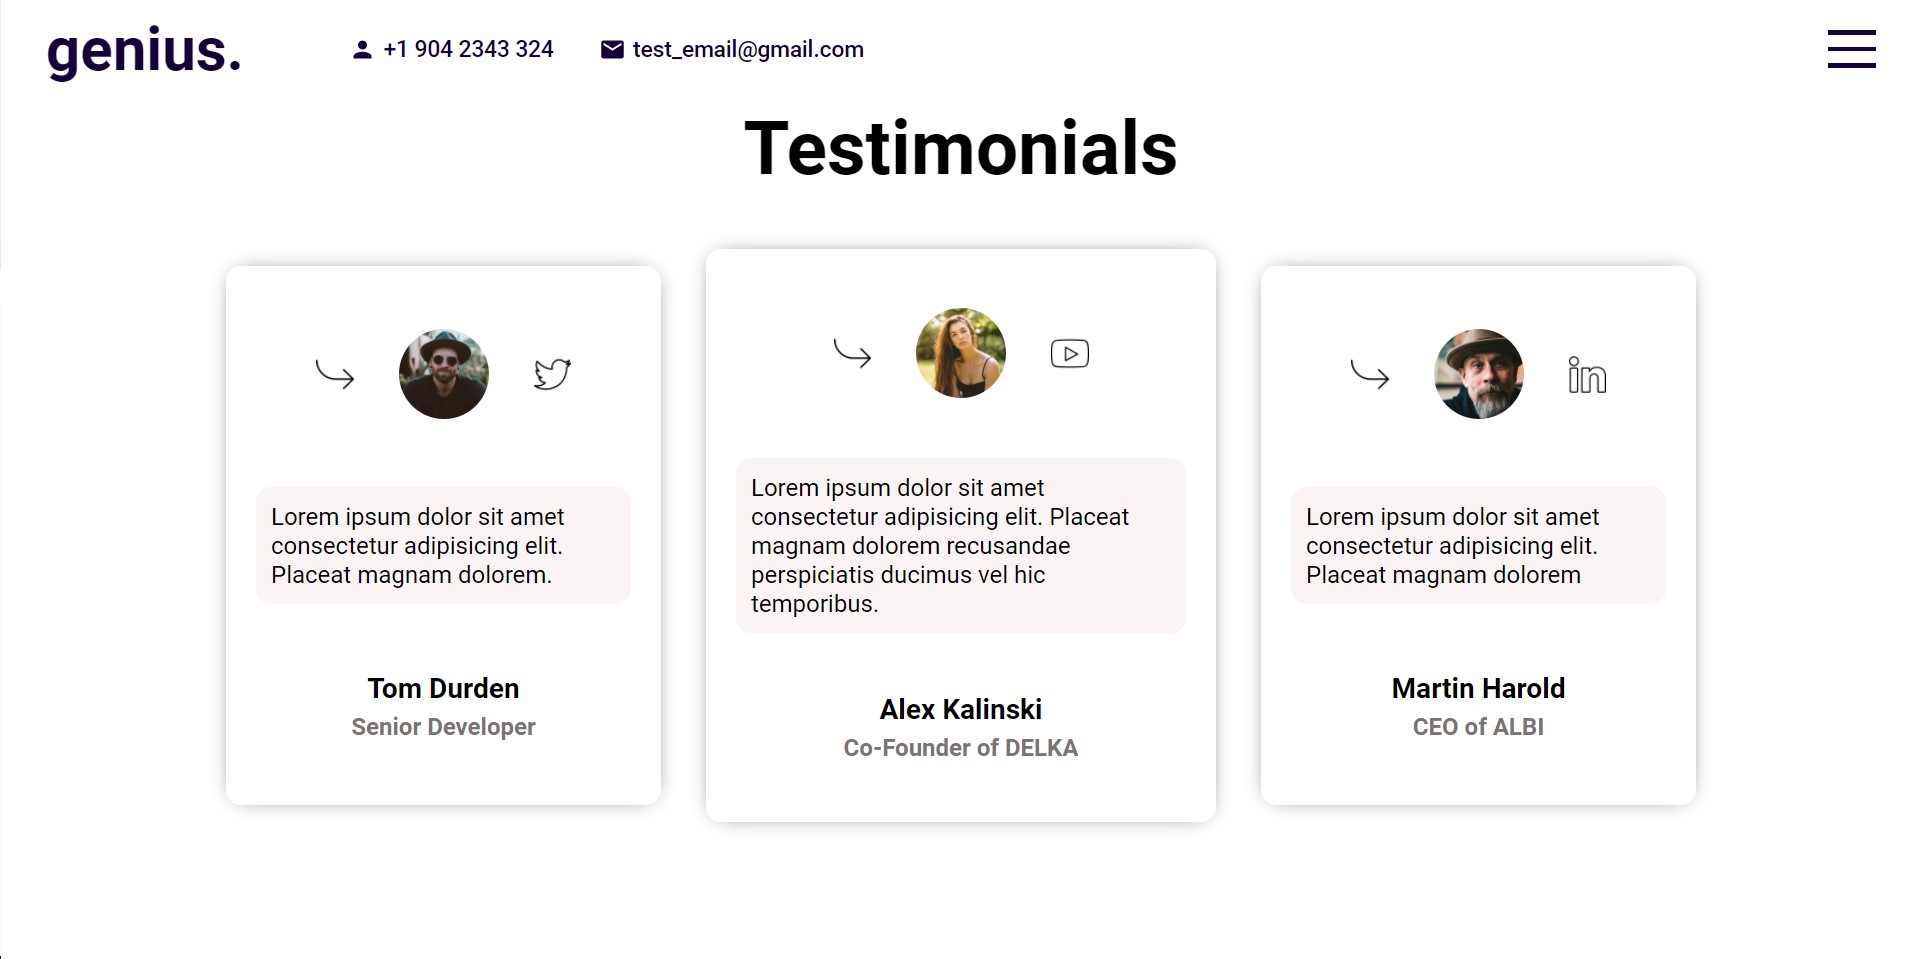 genius.
+1 904 2343 324
test_email@gmail.com
Testimonials
Lorem ipsum dolor sit amet
consectetur adipisicing elit.
Placeat magnam dolorem.
Tom Durden
Senior Developer
Lorem ipsum dolor sit amet
consectetur adipisicing elit. Placeat
magnam dolorem recusandae
perspiciatis ducimus vel hic
temporibus.
Alex Kalinski
Co-Founder of DELKA
in
Lorem ipsum dolor sit amet
consectetur adipisicing elit.
Placeat magnam dolorem
Martin Harold
CEO of ALBI